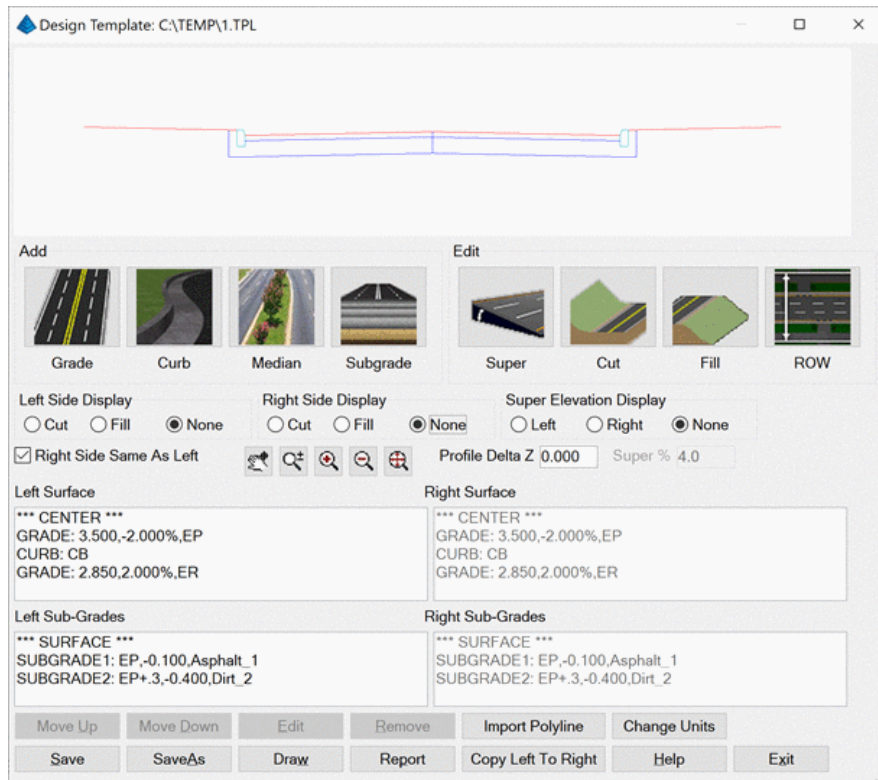 Design Template: C:\TEMP\1.TPL
Add
Edit
Grade Curb Median Subgrade Super Cut Fill ROW
Left Side Display Right Side Display Super Elevation Display
Cut Fill None Cut Fill None Left Right None
Right Side Same As Left Profile Delta Z 0.000 Super % 4.0
Left Surface
*** CENTER ***
GRADE: 3.500,-2.000%,EP
CURB: CB
GRADE: 2.850,2.000%,ER
Right Surface
*** CENTER ***
GRADE: 3.500,-2.000%,EP
CURB: CB
GRADE: 2.850,2.000%,ER
Left Sub-Grades
*** SURFACE ***
SUBGRADE1: EP,-0.100,Asphalt_1
SUBGRADE2: EP+.3,-0.400,Dirt_2
Right Sub-Grades
*** SURFACE ***
SUBGRADE1: EP,-0.100,Asphalt_1
SUBGRADE2: EP+.3,-0.400,Dirt_2
Move Up Move Down Edit Remove Import Polyline Change Units
Save SaveAs Draw Report Copy Left To Right Help Exit